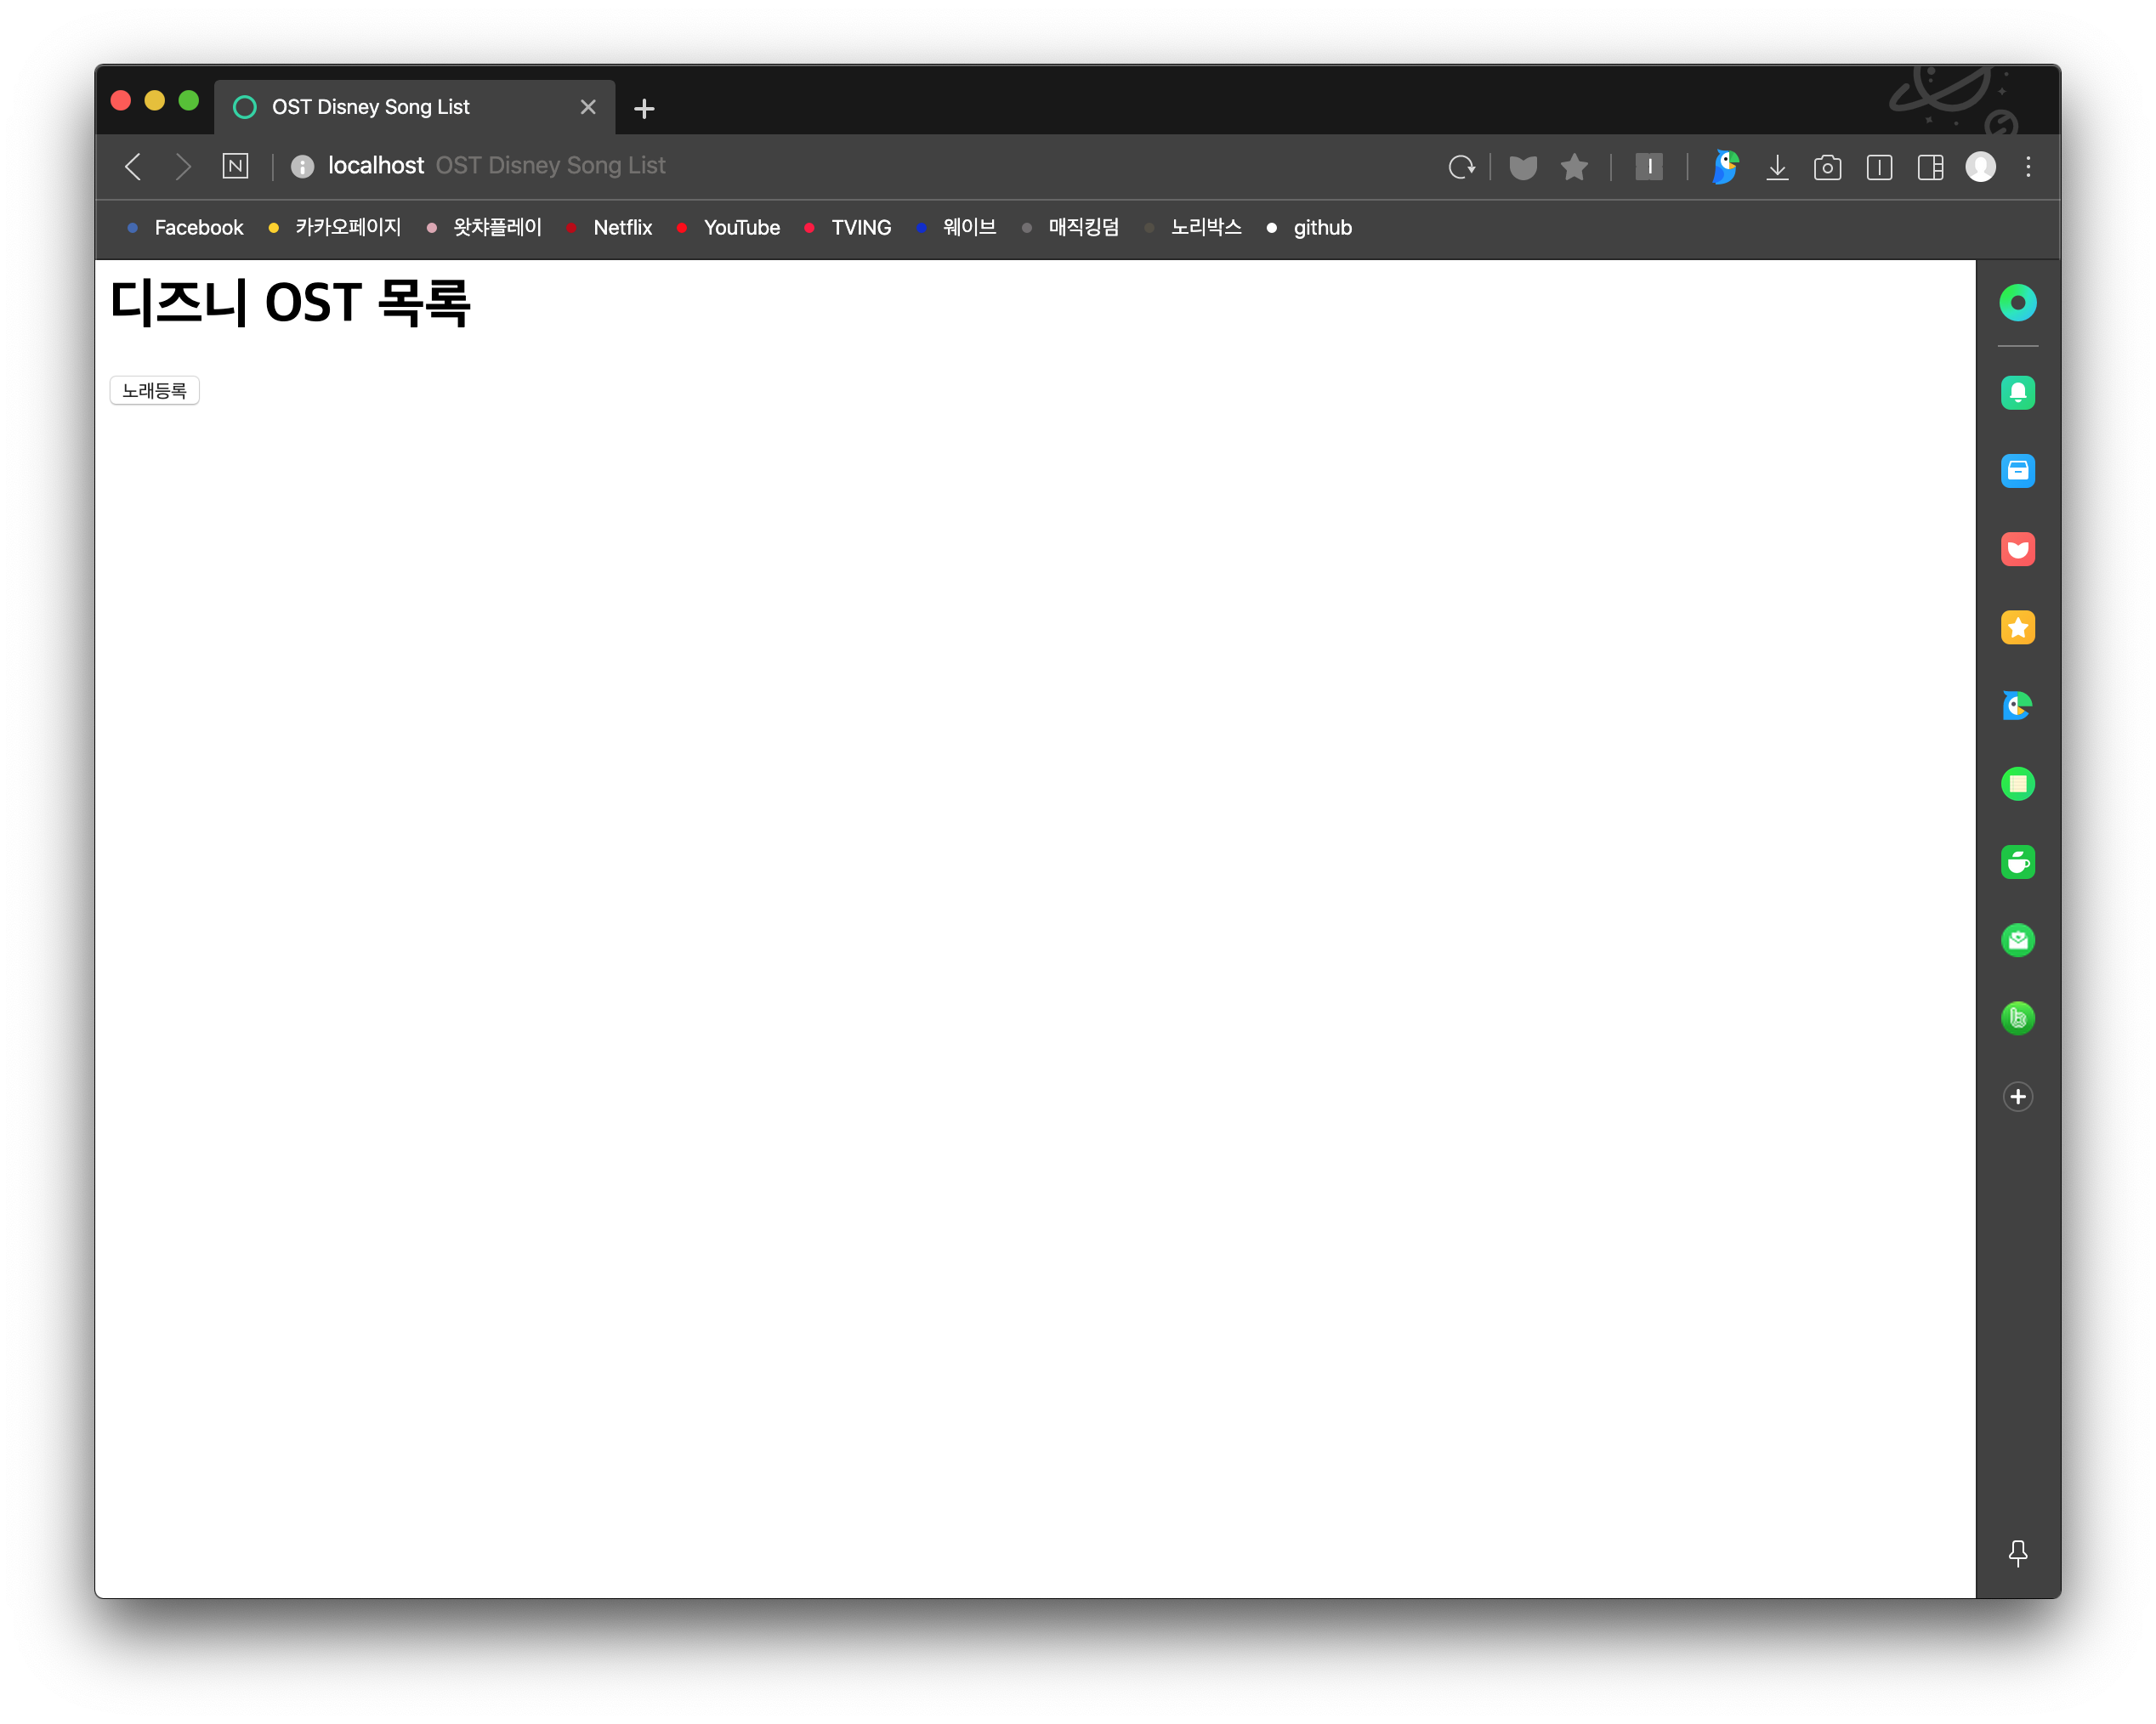 OST Disney Song List
N localhost OST Disney Song List
Facebook 카카오페이지 왓챠플레이 Netflix YouTube TVING 웨이브 매직킹덤 노리박스 github
디즈니 OST 목록
노래등록